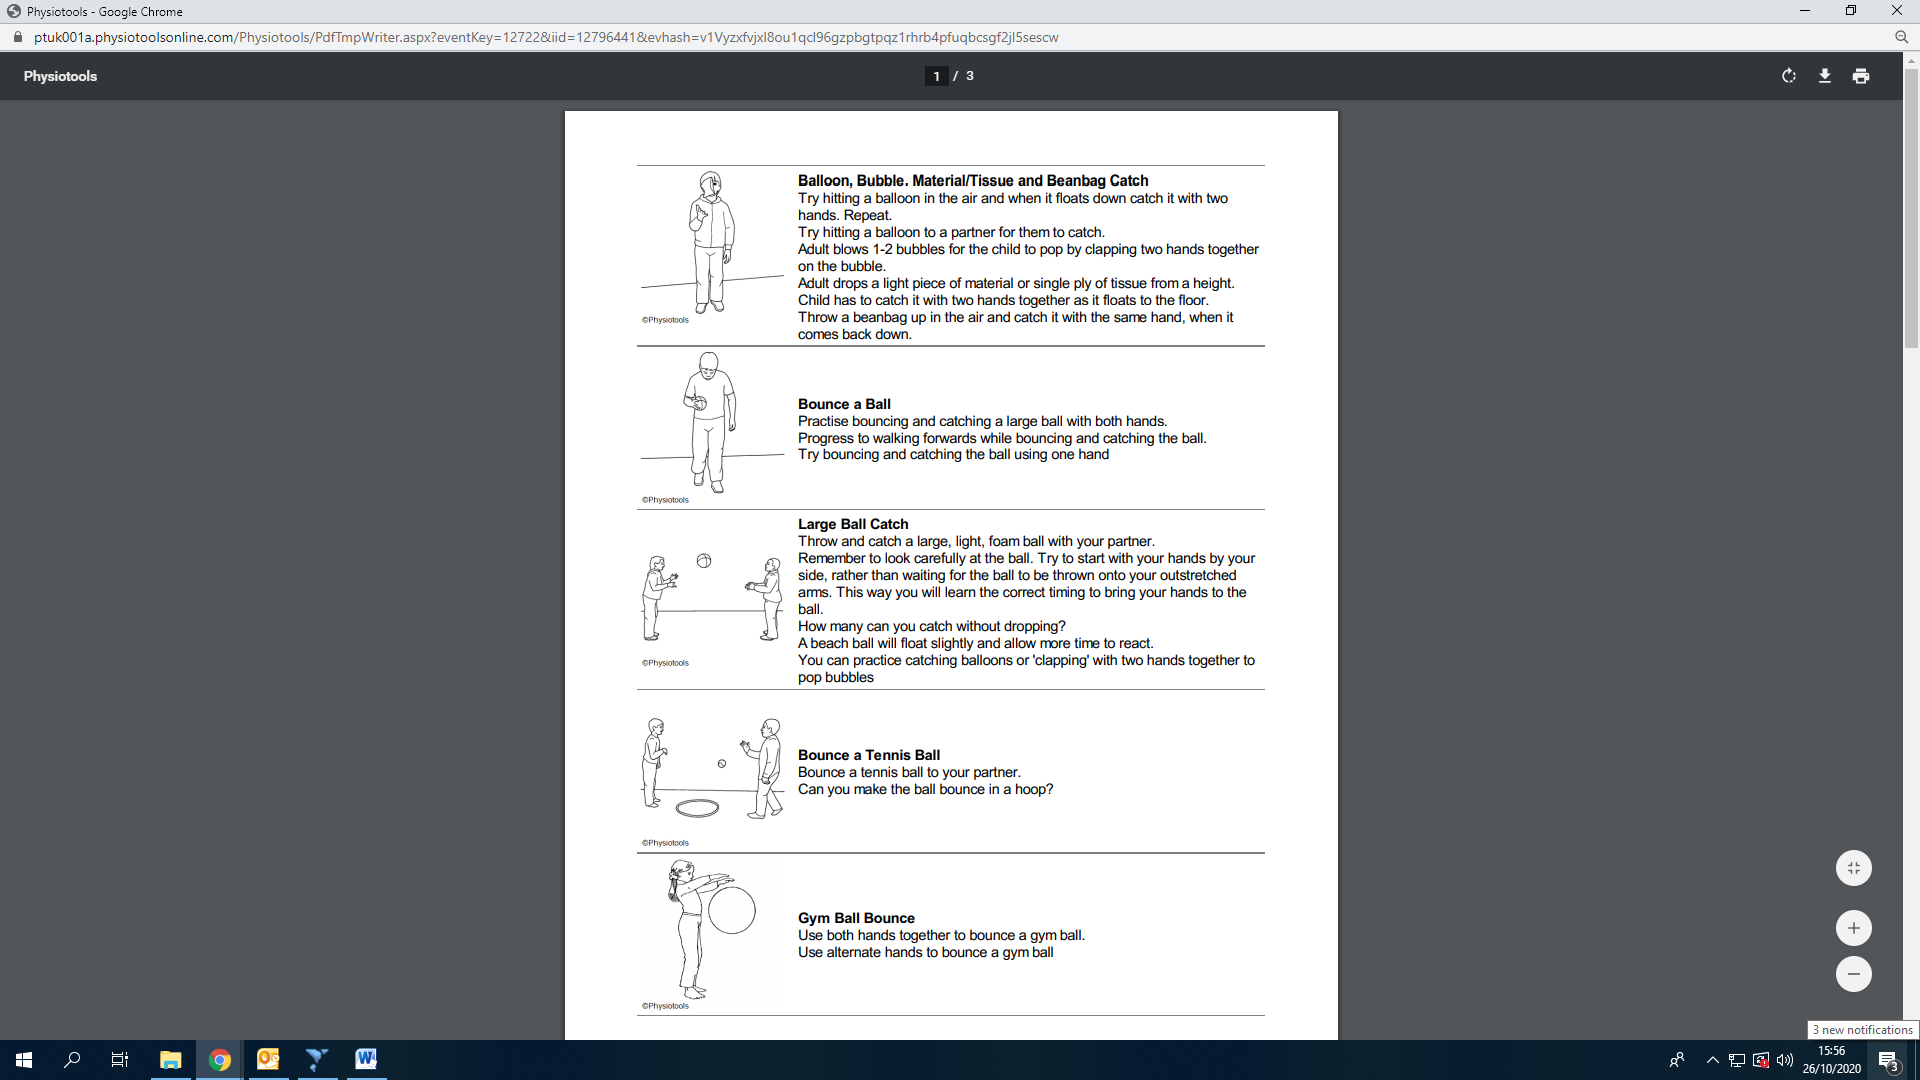 Physiotools - Google Chrome
ptuk001a.physiotoolsonline.com/Physiotools/PdfTmpWriter.aspx?eventKey=12722&iid=12796441&evhash=v1Vyzxfvjxl8ou1qcl96gzpbgtpqz1rhrb4pfuqbcsgf2jl5sescw
Physiotools
1 / 3
Balloon, Bubble. Material/Tissue and Beanbag Catch
Try hitting a balloon in the air and when it floats down catch it with two
hands. Repeat.
Try hitting a balloon to a partner for them to catch.
Adult blows 1-2 bubbles for the child to pop by clapping two hands together
on the bubble.
Adult drops a light piece of material or single ply of tissue from a height.
Child has to catch it with two hands together as it floats to the floor.
Throw a beanbag up in the air and catch it with the same hand, when it
comes back down.
©Physiotools
Bounce a Ball
Practise bouncing and catching a large ball with both hands.
Progress to walking forwards while bouncing and catching the ball.
Try bouncing and catching the ball using one hand
©Physiotools
Large Ball Catch
Throw and catch a large, light, foam ball with your partner.
Remember to look carefully at the ball. Try to start with your hands by your
side, rather than waiting for the ball to be thrown onto your outstretched
arms. This way you will learn the correct timing to bring your hands to the
ball.
How many can you catch without dropping?
A beach ball will float slightly and allow more time to react.
You can practice catching balloons or 'clapping' with two hands together to
pop bubbles
©Physiotools
Bounce a Tennis Ball
Bounce a tennis ball to your partner.
Can you make the ball bounce in a hoop?
©Physiotools
Gym Ball Bounce
Use both hands together to bounce a gym ball.
Use alternate hands to bounce a gym ball
©Physiotools
3 new notifications
15:56
26/10/2020
3